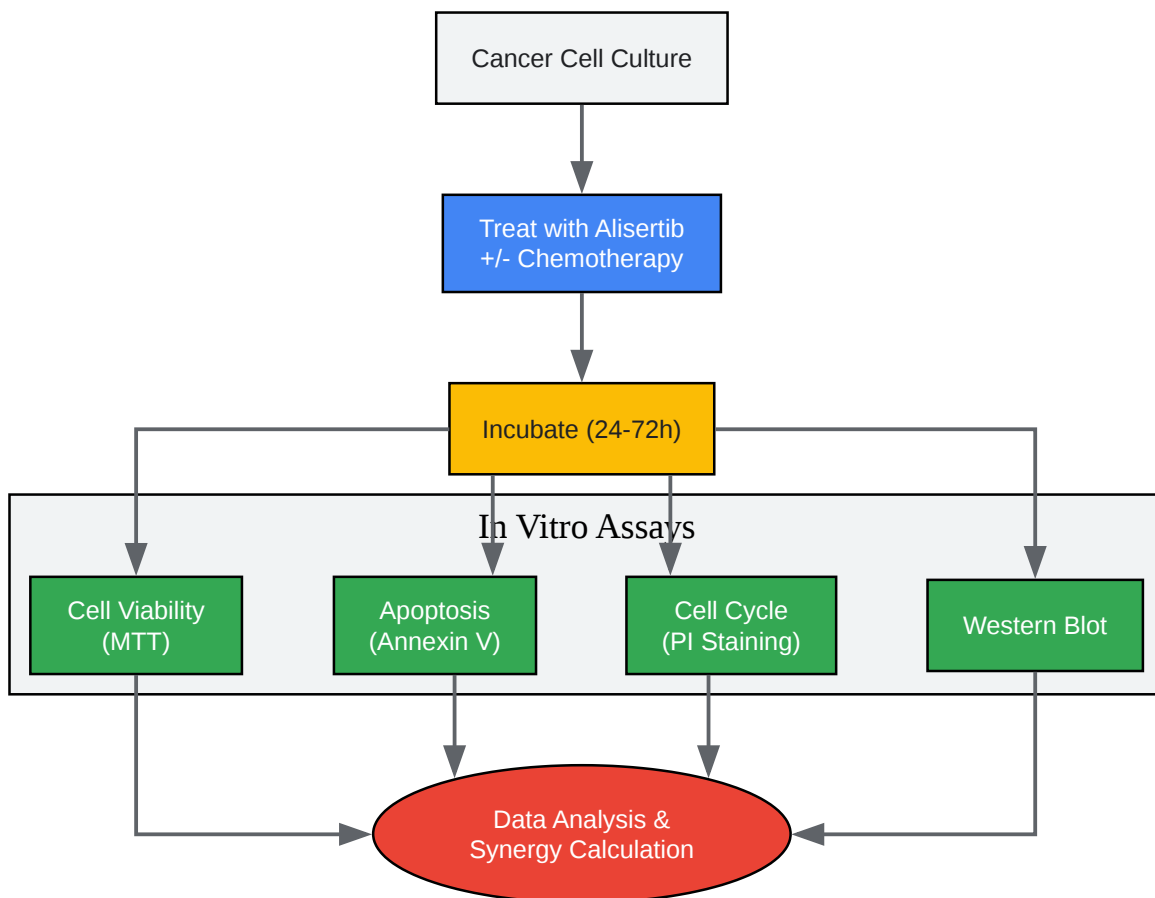 Cancer Cell Culture
Treat with Alisertib
+/- Chemotherapy
Incubate (24-72h)
In Vitro Assays
Cell Viability
(MTT)
Apoptosis
(Annexin V)
Cell Cycle
(PI Staining)
Western Blot
Data Analysis &
Synergy Calculation